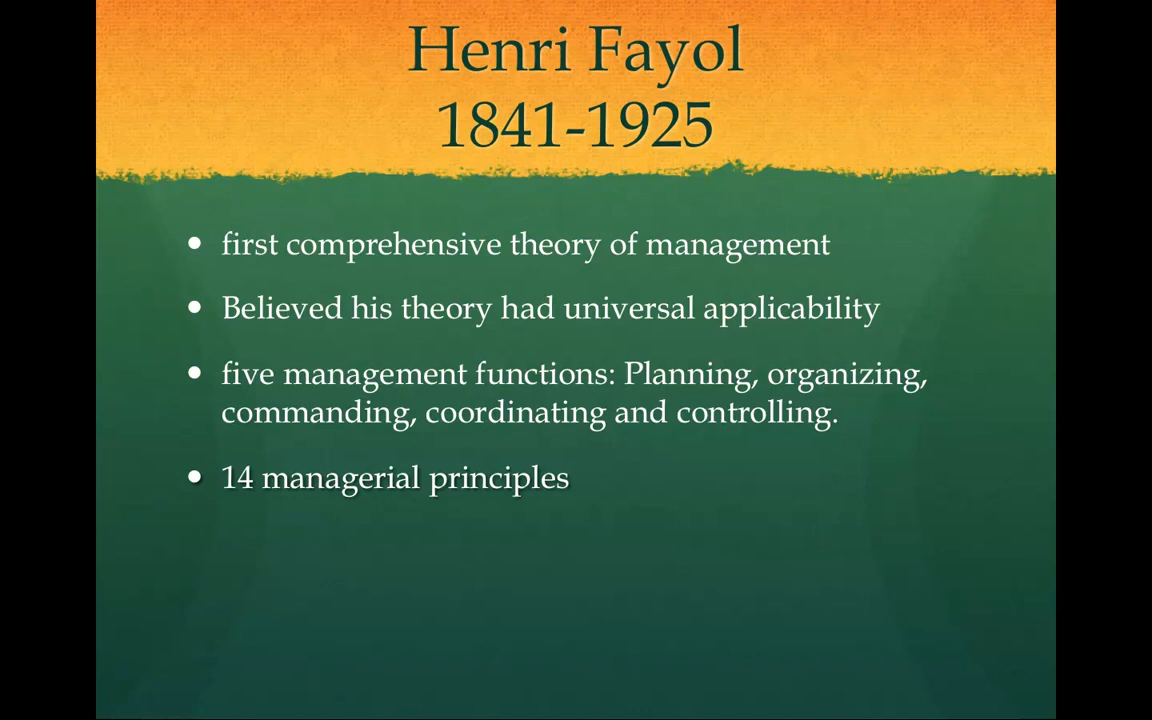 Henri Fayol
1841-1925
• first comprehensive theory of management
• Believed his theory had universal applicability
• five management functions: Planning, organizing,
commanding, coordinating and controlling.
• 14 managerial principles